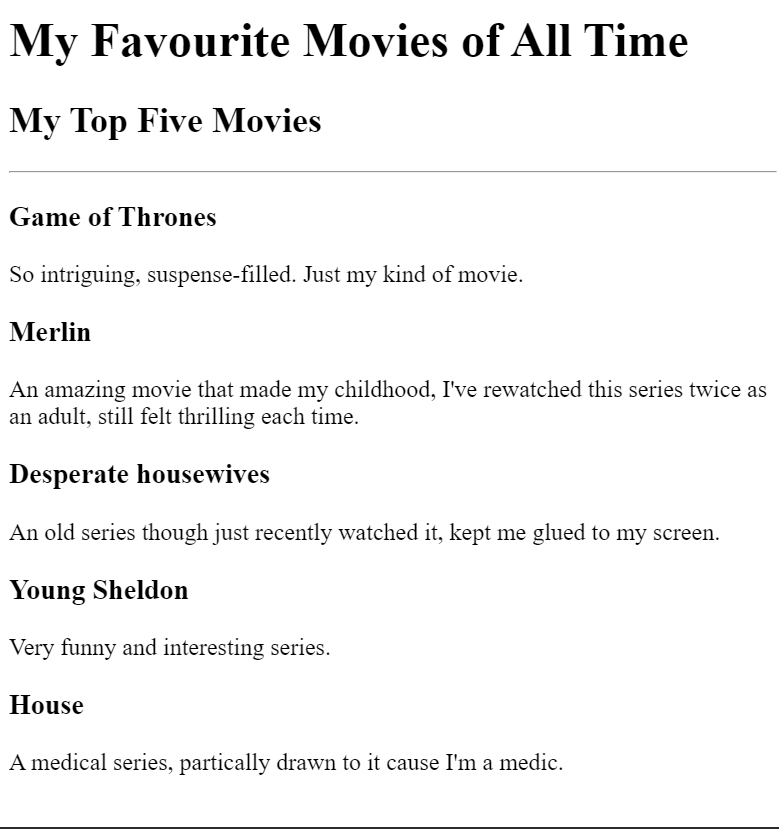 My Favourite Movies of All Time
My Top Five Movies
Game of Thrones
So intriguing, suspense-filled. Just my kind of movie.
Merlin
An amazing movie that made my childhood, I've rewatched this series twice as
an adult, still felt thrilling each time.
Desperate housewives
An old series though just recently watched it, kept me glued to my screen.
Young Sheldon
Very funny and interesting series.
House
A medical series, partically drawn to it cause I'm a medic.